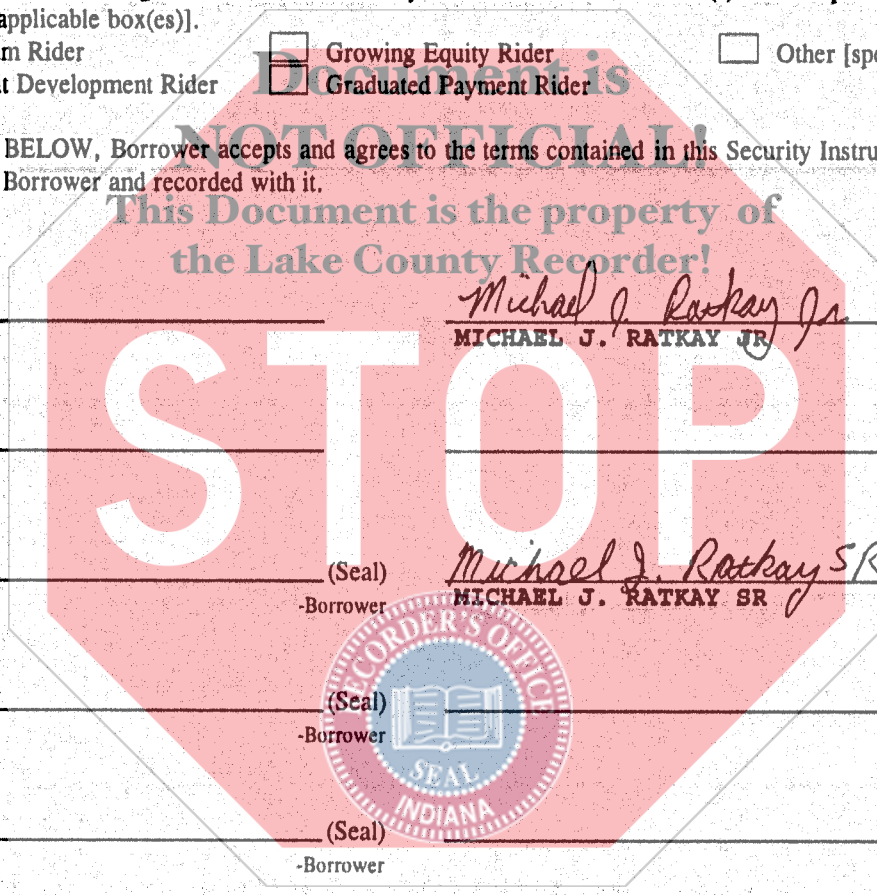 applicable box(es)].
m Rider Growing Equity Rider Other [spe
t Development Rider Graduated Payment Rider
Document is
NOT OFFICIAL!
BELOW, Borrower accepts and agrees to the terms contained in this Security Instru
Borrower and recorded with it.
This Document is the property of
the Lake County Recorder!
Michael J. Ratkay Jr
MICHAEL J. RATKAY JR
STOP
(Seal) Michael J. Ratkay SR
-Borrower MICHAEL J. RATKAY SR
RECORDER'S OFFICE
(Seal)
-Borrower
SEAL
INDIANA
(Seal)
-Borrower